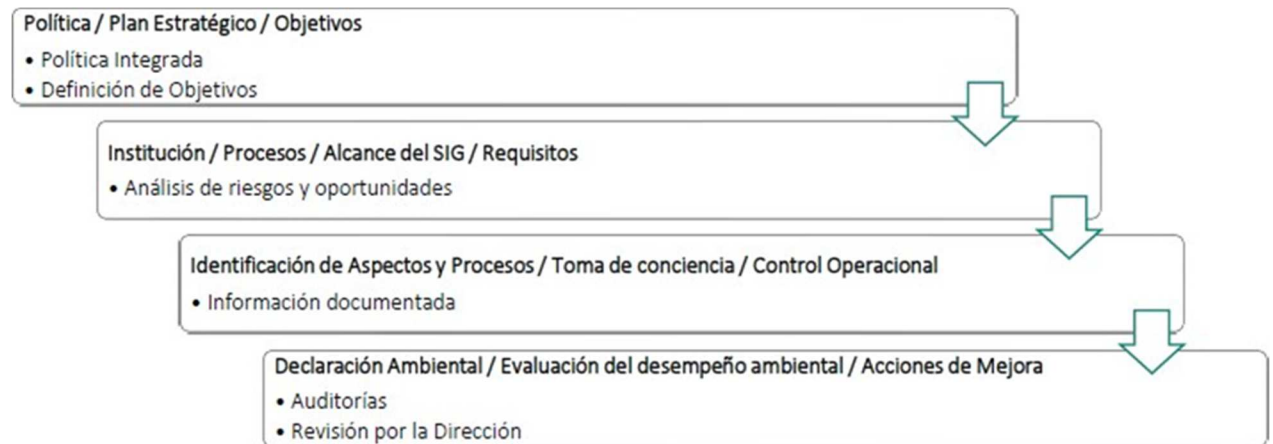 Política / Plan Estratégico / Objetivos
• Política Integrada
• Definición de Objetivos
Institución / Procesos / Alcance del SIG / Requisitos
• Análisis de riesgos y oportunidades
Identificación de Aspectos y Procesos / Toma de conciencia / Control Operacional
• Información documentada
Declaración Ambiental / Evaluación del desempeño ambiental / Acciones de Mejora
• Auditorías
• Revisión por la Dirección